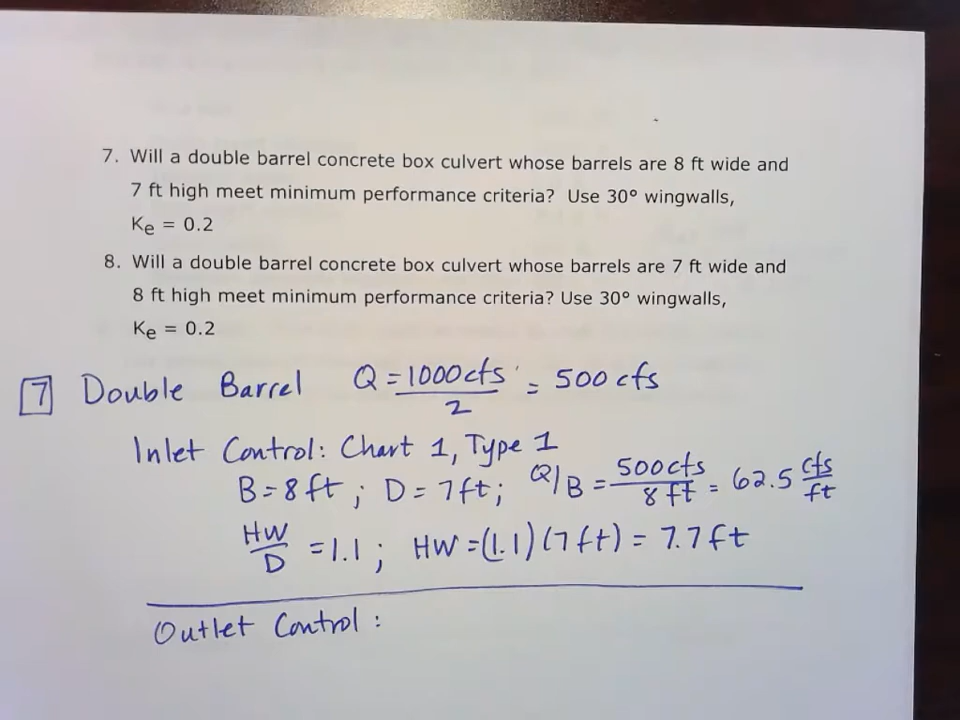 7. Will a double barrel concrete box culvert whose barrels are 8 ft wide and
7 ft high meet minimum performance criteria? Use 30° wingwalls,
Ke = 0.2
8. Will a double barrel concrete box culvert whose barrels are 7 ft wide and
8 ft high meet minimum performance criteria? Use 30° wingwalls,
Ke = 0.2
7 Double Barrel Q = 1000cfs / 2 = 500 cfs
Inlet Control: Chart 1, Type 1
B = 8 ft ; D = 7 ft; Q/B = 500cfs / 8 ft = 62.5 cfs/ft
HW/D = 1.1 ; HW = (1.1)(7 ft) = 7.7 ft
Outlet Control :